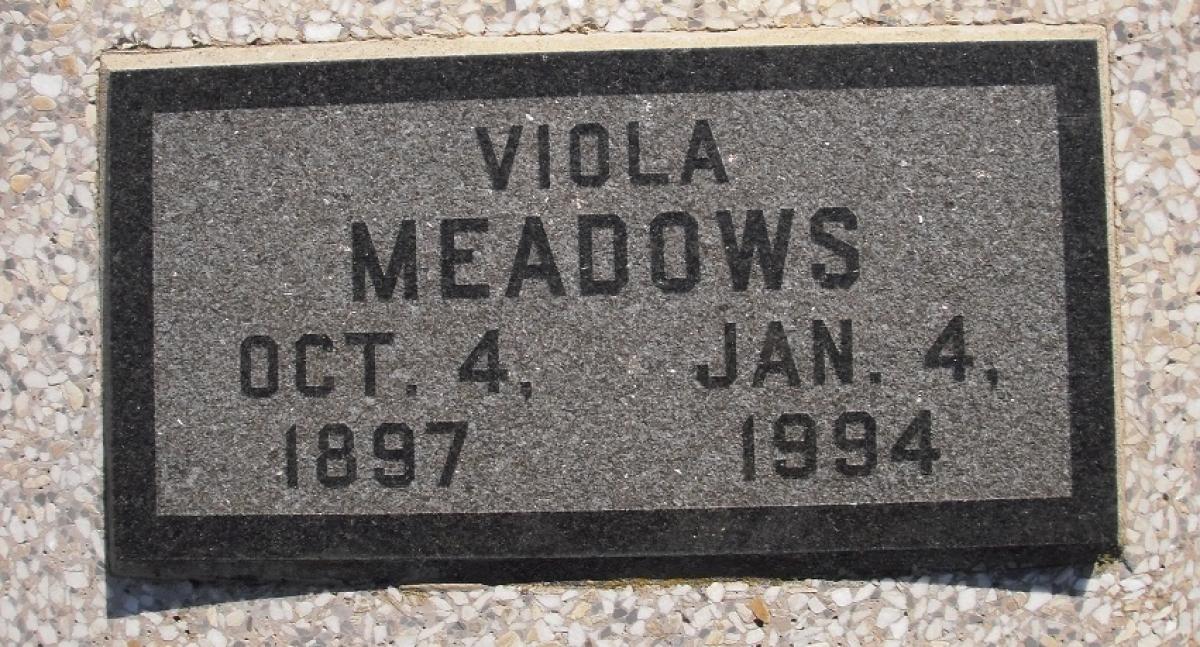 VIOLA
MEADOWS
OCT. 4, JAN. 4,
1897 1994